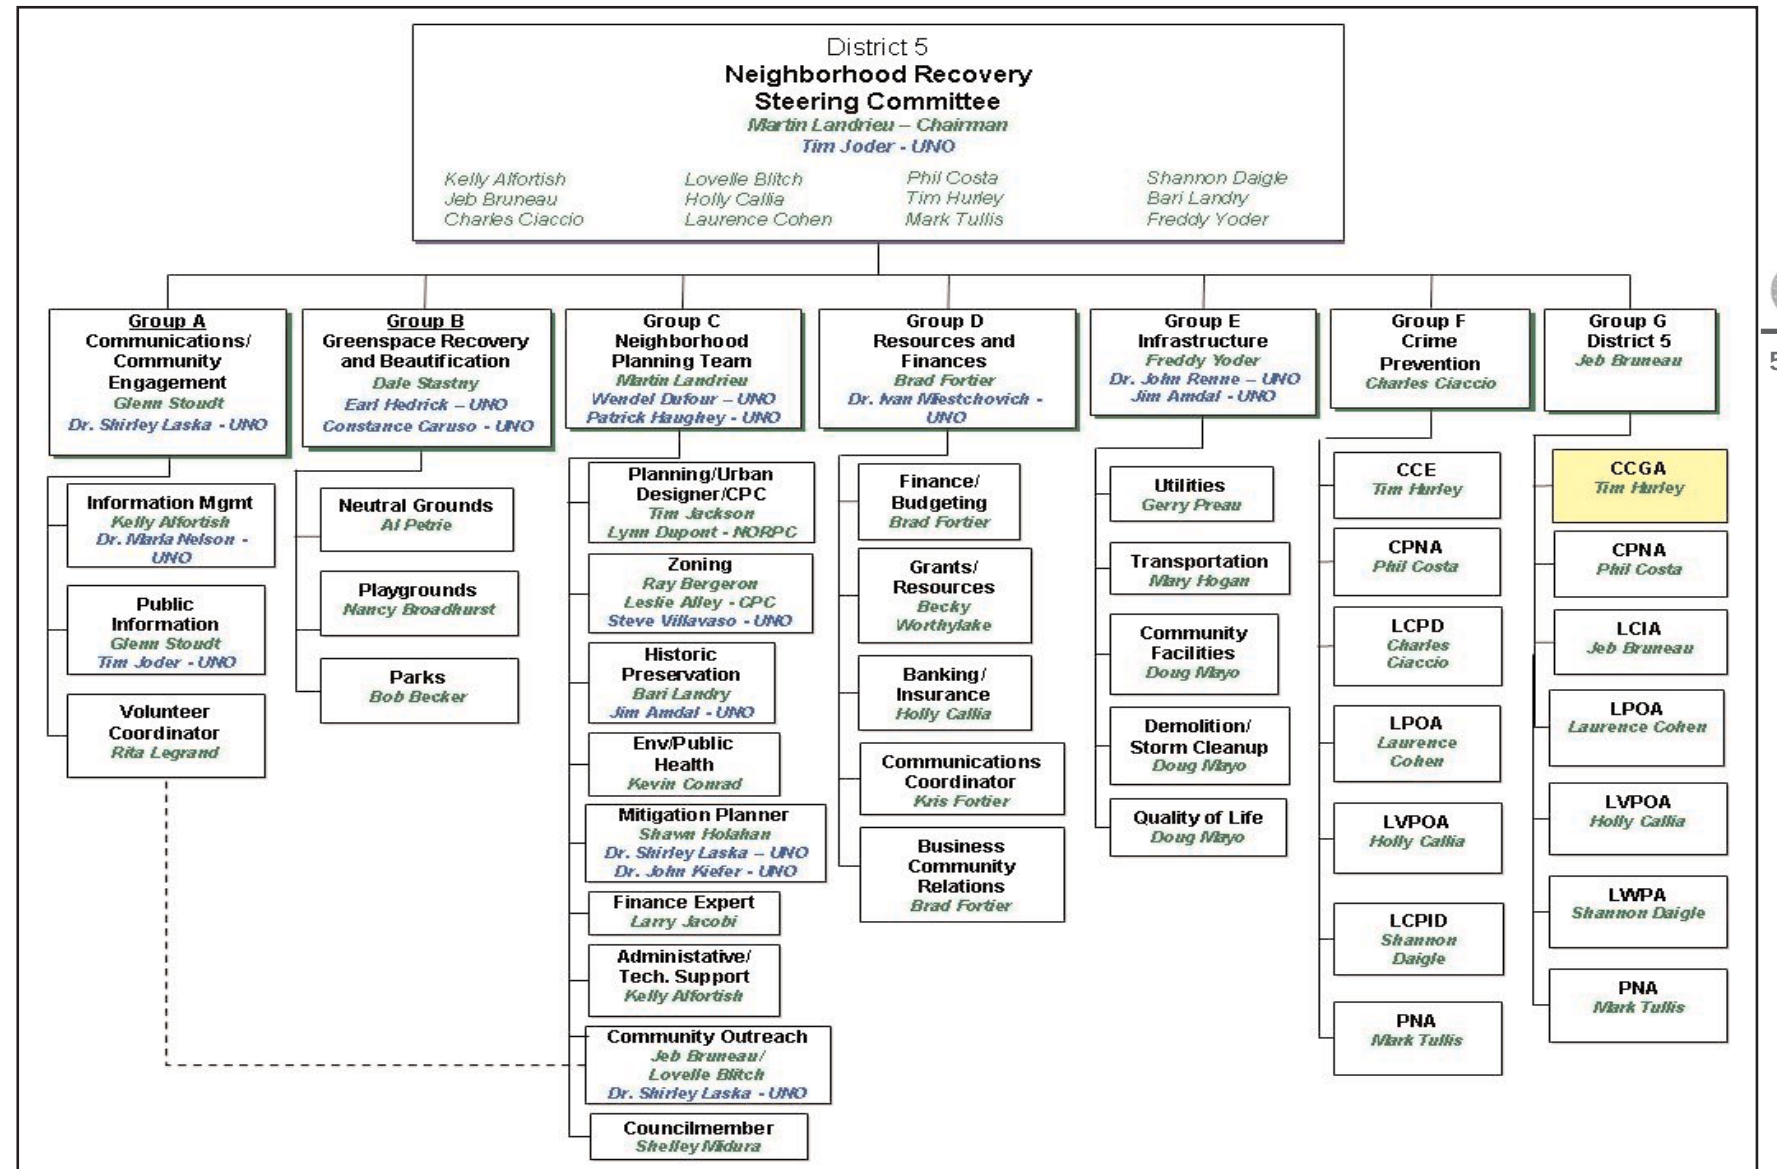 District 5
Neighborhood Recovery
Steering Committee
Martin Landrieu – Chairman
Tim Joder - UNO
Kelly Alfortish
Jeb Bruneau
Charles Ciaccio
Lovelle Blitch
Holly Callia
Laurence Cohen
Phil Costa
Tim Hurley
Mark Tullis
Shannon Daigle
Bari Landry
Freddy Yoder
Group A
Communications/
Community
Engagement
Glenn Stoudt
Dr. Shirley Laska - UNO
Information Mgmt
Kelly Alfortish
Dr. Marla Nelson -
UNO
Public
Information
Glenn Stoudt
Tim Joder - UNO
Volunteer
Coordinator
Rita Legrand
Group B
Greenspace Recovery
and Beautification
Dale Stastny
Earl Hedrick – UNO
Constance Caruso - UNO
Neutral Grounds
Al Petrie
Playgrounds
Nancy Broadhurst
Parks
Bob Becker
Group C
Neighborhood
Planning Team
Martin Landrieu
Wendel Dufour – UNO
Patrick Haughey - UNO
Planning/Urban
Designer/CPC
Tim Jackson
Lynn Dupont - NORPC
Zoning
Ray Bergeron
Leslie Alley - CPC
Steve Villavaso - UNO
Historic
Preservation
Bari Landry
Jim Amdal - UNO
Env/Public
Health
Kevin Conrad
Mitigation Planner
Shawn Holahan
Dr. Shirley Laska – UNO
Dr. John Kiefer - UNO
Finance Expert
Larry Jacobi
Administative/
Tech. Support
Kelly Alfortish
Community Outreach
Jeb Bruneau/
Lovelle Blitch
Dr. Shirley Laska - UNO
Councilmember
Shelley Midura
Group D
Resources and
Finances
Brad Fortier
Dr. Ivan Miestchovich -
UNO
Finance/
Budgeting
Brad Fortier
Grants/
Resources
Becky
Worthylake
Banking/
Insurance
Holly Callia
Communications
Coordinator
Kris Fortier
Business
Community
Relations
Brad Fortier
Group E
Infrastructure
Freddy Yoder
Dr. John Renne – UNO
Jim Amdal - UNO
Utilities
Gerry Preau
Transportation
Mary Hogan
Community
Facilities
Doug Mayo
Demolition/
Storm Cleanup
Doug Mayo
Quality of Life
Doug Mayo
Group F
Crime
Prevention
Charles Ciaccio
CCE
Tim Hurley
CPNA
Phil Costa
LCPD
Charles
Ciaccio
LPOA
Laurence
Cohen
LVPOA
Holly Callia
LCPID
Shannon
Daigle
PNA
Mark Tullis
Group G
District 5
Jeb Bruneau
CCGA
Tim Hurley
CPNA
Phil Costa
LCIA
Jeb Bruneau
LPOA
Laurence Cohen
LVPOA
Holly Callia
LWPA
Shannon Daigle
PNA
Mark Tullis